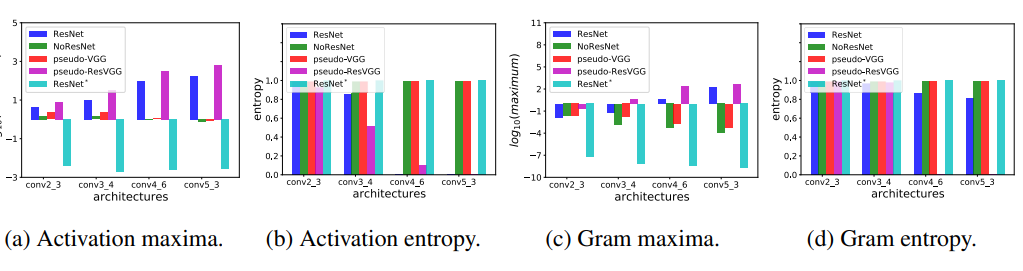 5
3
1
−1
−3
ResNet
NoResNet
pseudo-VGG
pseudo-ResVGG
ResNet*
conv2_3 conv3_4 conv4_6 conv5_3
architectures
(a) Activation maxima.
entropy
1.0
0.8
0.6
0.4
0.2
0.0
ResNet
NoResNet
pseudo-VGG
pseudo-ResVGG
ResNet*
conv2_3 conv3_4 conv4_6 conv5_3
architectures
(b) Activation entropy.
log10(maximum)
11
8
5
2
−1
−4
−7
−10
ResNet
NoResNet
pseudo-VGG
pseudo-ResVGG
ResNet*
conv2_3 conv3_4 conv4_6 conv5_3
architectures
(c) Gram maxima.
entropy
1.0
0.8
0.6
0.4
0.2
0.0
ResNet
NoResNet
pseudo-VGG
pseudo-ResVGG
ResNet*
conv2_3 conv3_4 conv4_6 conv5_3
architectures
(d) Gram entropy.